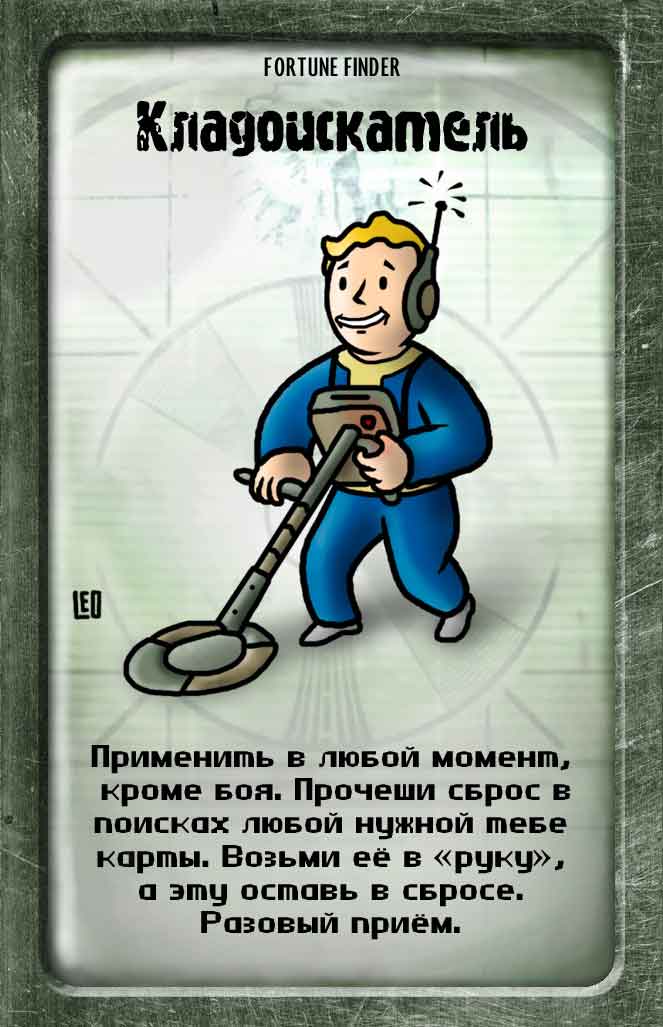 FORTUNE FINDER
Кладоискатель
LEO
Применить в любой момент,
кроме боя. Прочеши сброс в
поисках любой нужной тебе
карты. Возьми её в «руку»,
а эту оставь в сбросе.
Разовый приём.